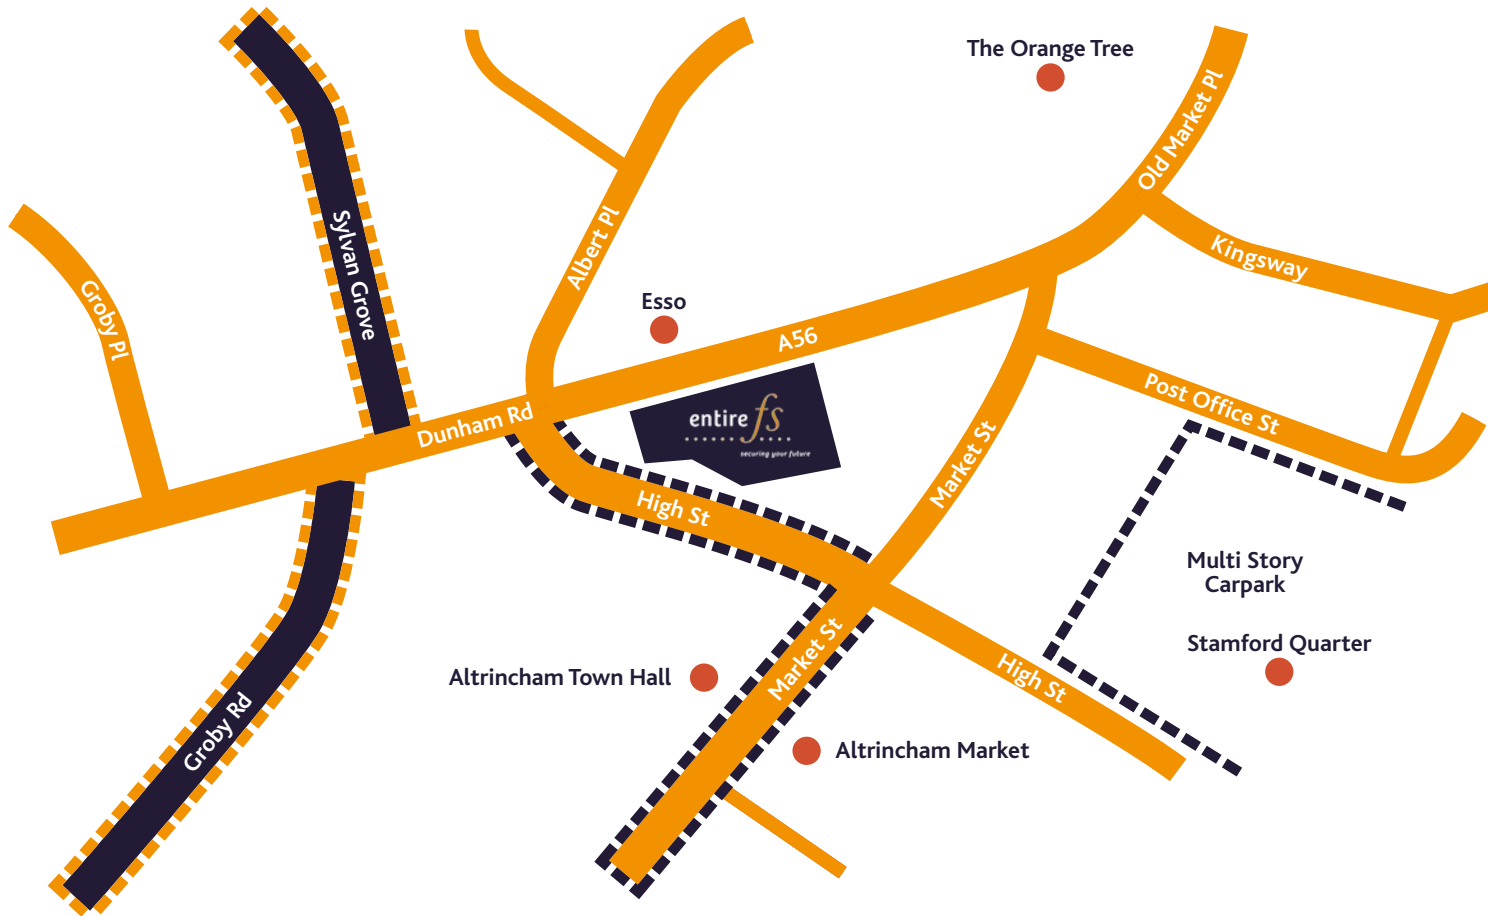 The Orange Tree
Old Market Pl
Sylvan Grove
Albert Pl
Kingsway
Groby Pl
Esso
A56
Post Office St
Dunham Rd
entire fs
securing your future
Market St
High St
Multi Story
Carpark
Stamford Quarter
Altrincham Town Hall
Market St
High St
Groby Rd
Altrincham Market